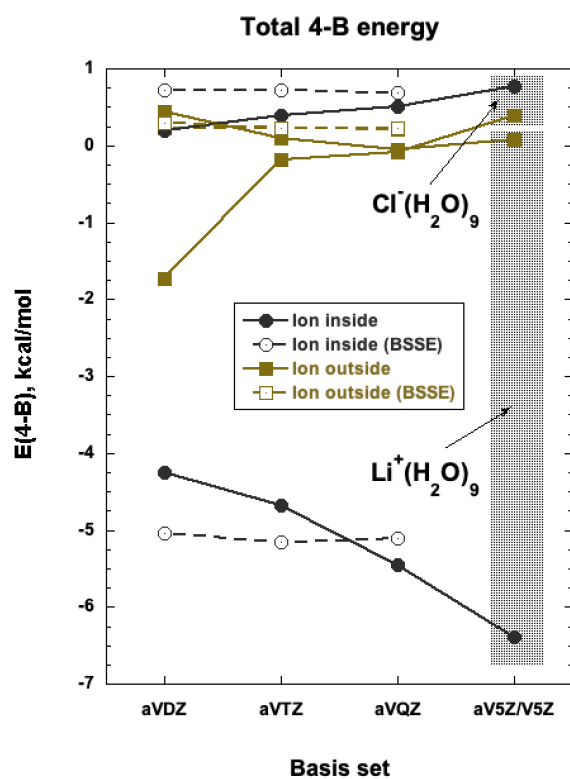 Total 4-B energy
E(4-B), kcal/mol
1
0
-1
-2
-3
-4
-5
-6
-7
Cl⁻(H₂O)₉
Ion inside
Ion inside (BSSE)
Ion outside
Ion outside (BSSE)
Li⁺(H₂O)₉
aVDZ aVTZ aVQZ aV5Z/V5Z
Basis set